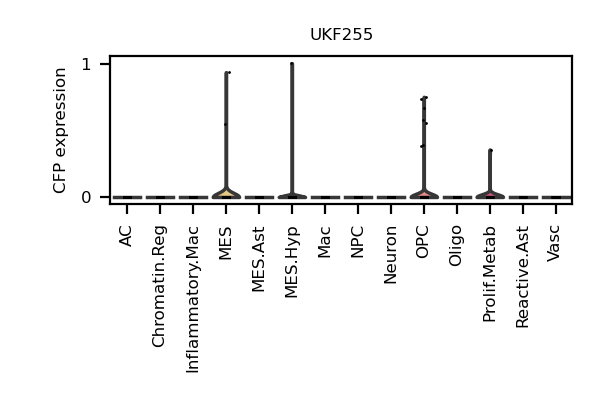 UKF255
CFP expression
1
0
AC
Chromatin.Reg
Inflammatory.Mac
MES
MES.Ast
MES.Hyp
Mac
NPC
Neuron
OPC
Oligo
Prolif.Metab
Reactive.Ast
Vasc